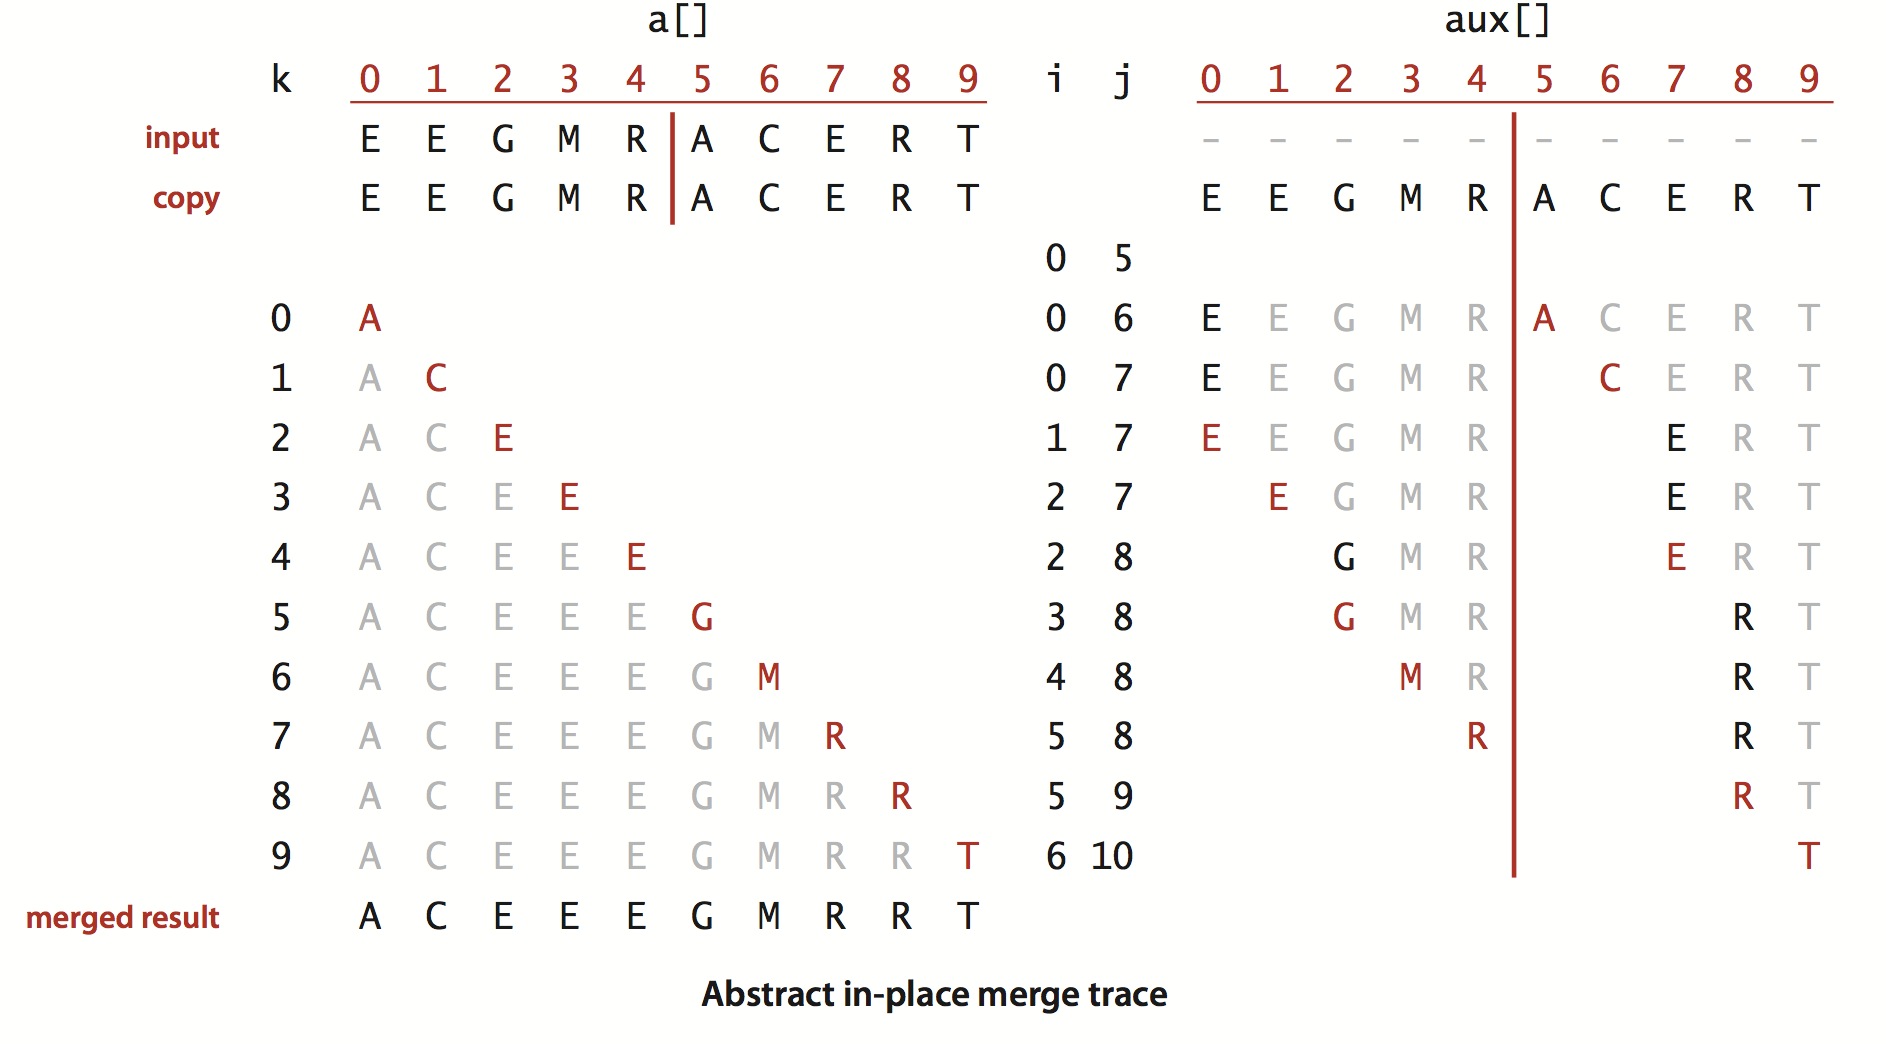 a[] aux[]
k 0 1 2 3 4 5 6 7 8 9 i j 0 1 2 3 4 5 6 7 8 9
input E E G M R A C E R T - - - - - - - - - -
copy E E G M R A C E R T E E G M R A C E R T
0 5
0 A 0 6 E E G M R A C E R T
1 A C 0 7 E E G M R C E R T
2 A C E 1 7 E E G M R E R T
3 A C E E 2 7 E G M R E R T
4 A C E E E 2 8 G M R E R T
5 A C E E E G 3 8 G M R R T
6 A C E E E G M 4 8 M R R T
7 A C E E E G M R 5 8 R R T
8 A C E E E G M R R 5 9 R T
9 A C E E E G M R R T 6 10 T
merged result A C E E E G M R R T
Abstract in-place merge trace